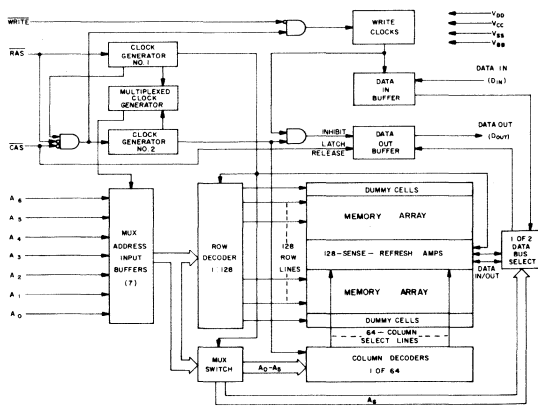 WRITE
RAS
CAS
CLOCK
GENERATOR
NO. 1
MULTIPLEXED
CLOCK
GENERATOR
CLOCK
GENERATOR
NO. 2
WRITE
CLOCKS
VDD
VCC
VSS
VBB
DATA
IN
BUFFER
DATA IN
(DIN)
INHIBIT
LATCH
RELEASE
DATA
OUT
BUFFER
DATA OUT
(DOUT)
A6
A5
A4
A3
A2
A1
A0
MUX
ADDRESS
INPUT
BUFFERS
(7)
ROW
DECODER
1 128
128
ROW
LINES
DUMMY CELLS
MEMORY ARRAY
128-SENSE-REFRESH AMPS
MEMORY ARRAY
DUMMY CELLS
DATA
IN/OUT
1 OF 2
DATA
BUS
SELECT
64-COLUMN
SELECT LINES
MUX
SWITCH
A0-A5
COLUMN DECODERS
1 OF 64
A6